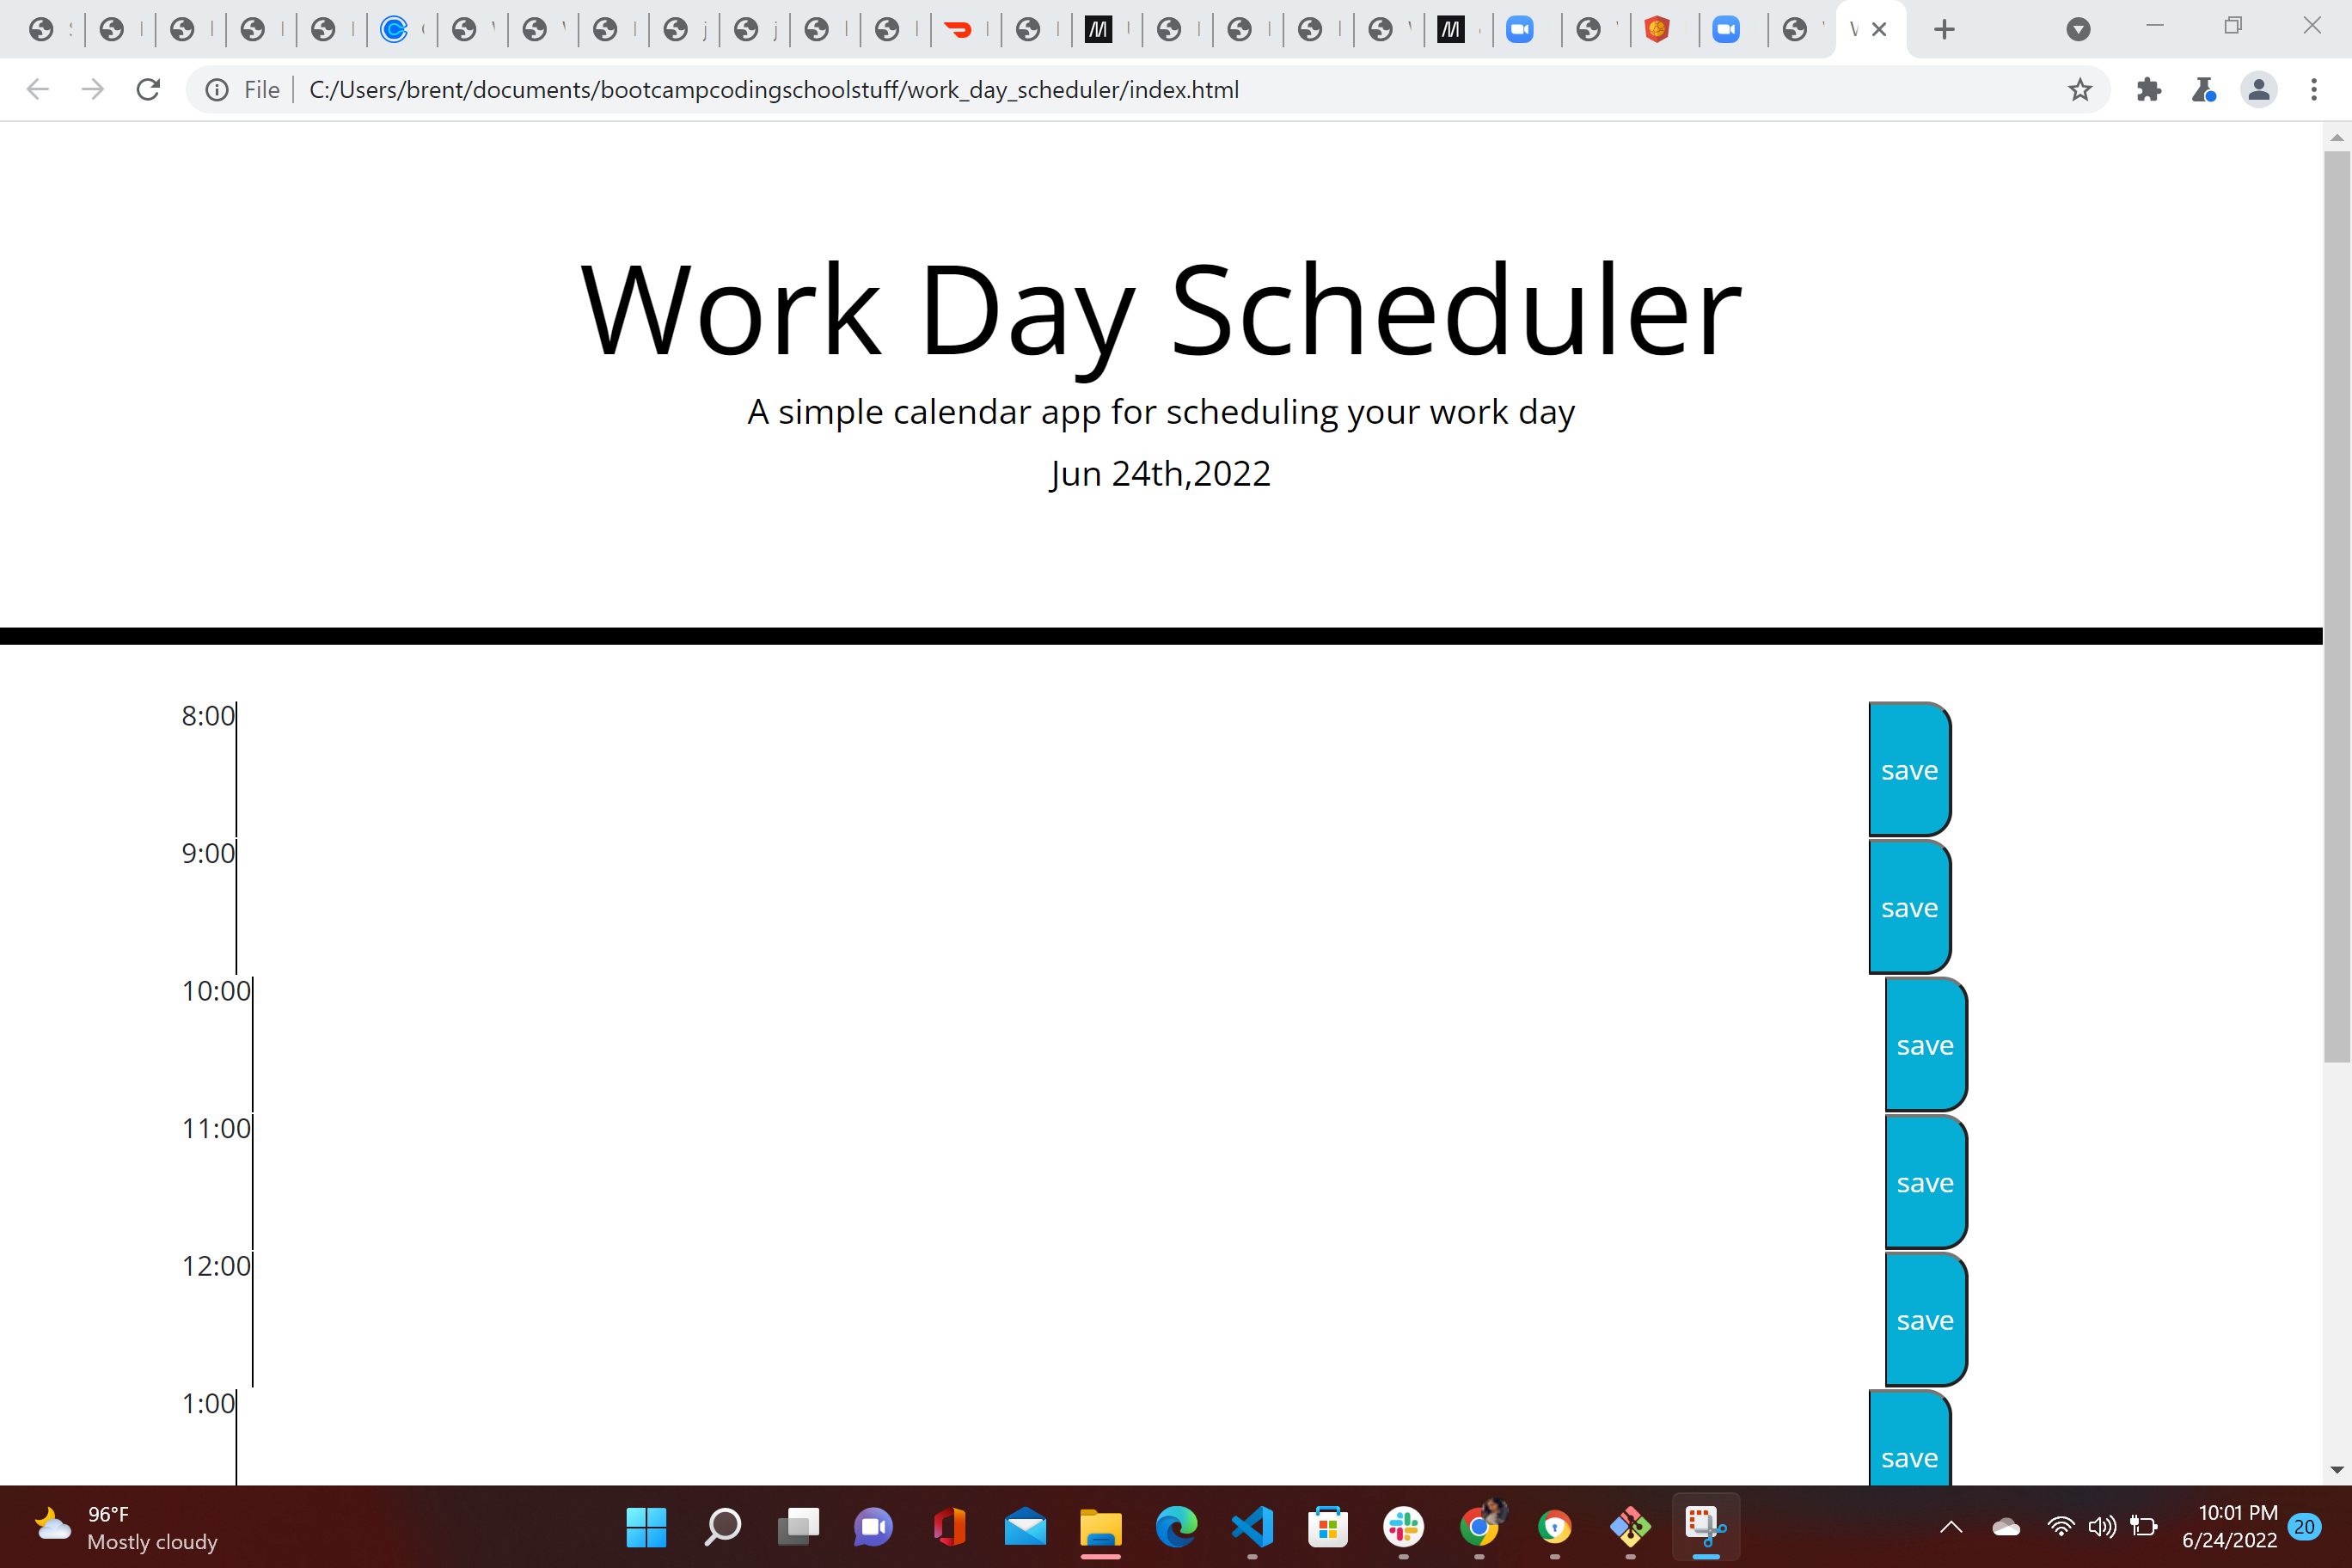 File
C:/Users/brent/documents/bootcampcodingschoolstuff/work_day_scheduler/index.html
Work Day Scheduler
A simple calendar app for scheduling your work day
Jun 24th,2022
8:00
save
9:00
save
10:00
save
11:00
save
12:00
save
1:00
save
96°F
Mostly cloudy
10:01 PM
6/24/2022
20